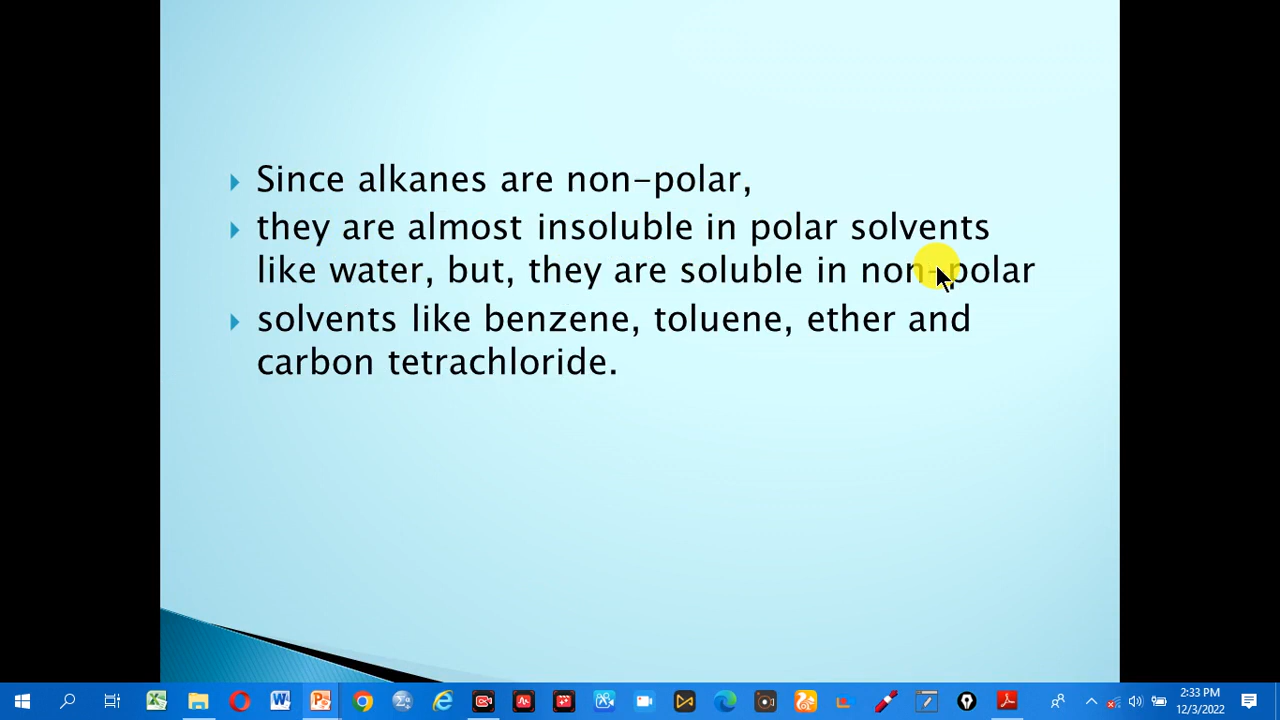 Since alkanes are non-polar,
they are almost insoluble in polar solvents
like water, but, they are soluble in non-polar
solvents like benzene, toluene, ether and
carbon tetrachloride.
2:33 PM
12/3/2022